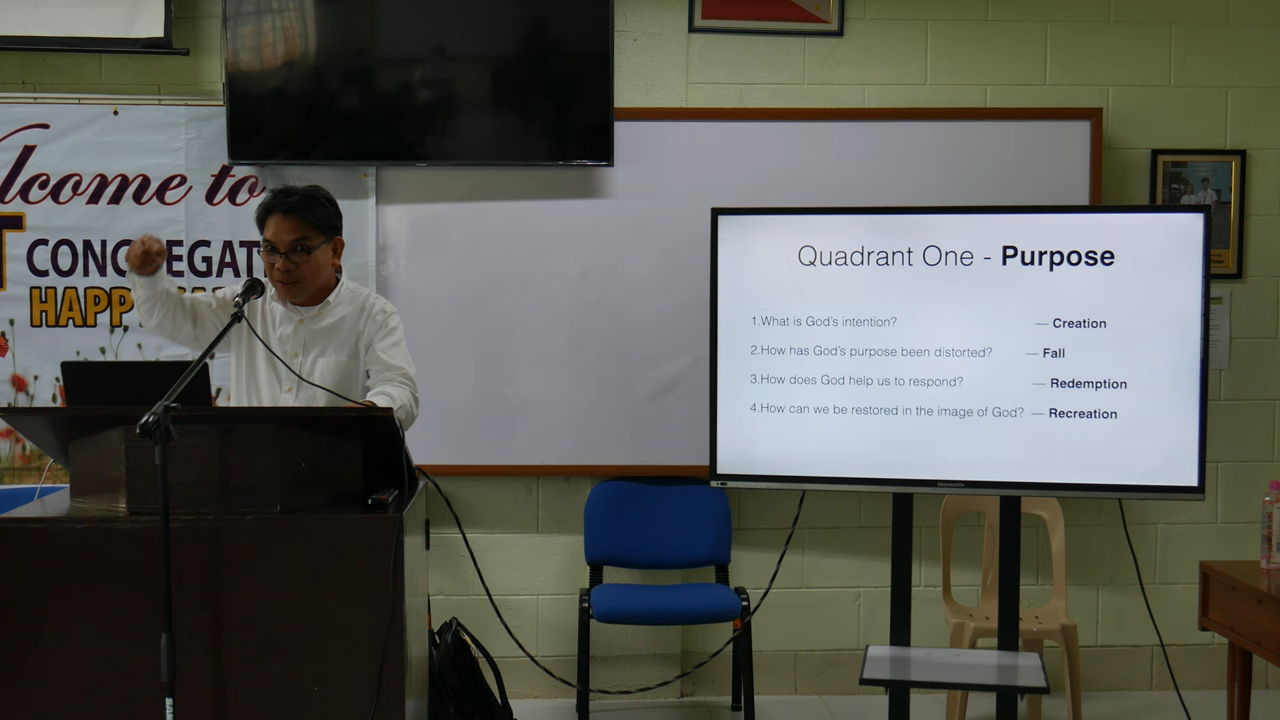 lcome to
T CONGREGAT
HAPP
Quadrant One - Purpose
1.What is God's intention? — Creation
2.How has God's purpose been distorted? — Fall
3.How does God help us to respond? — Redemption
4.How can we be restored in the image of God? — Recreation